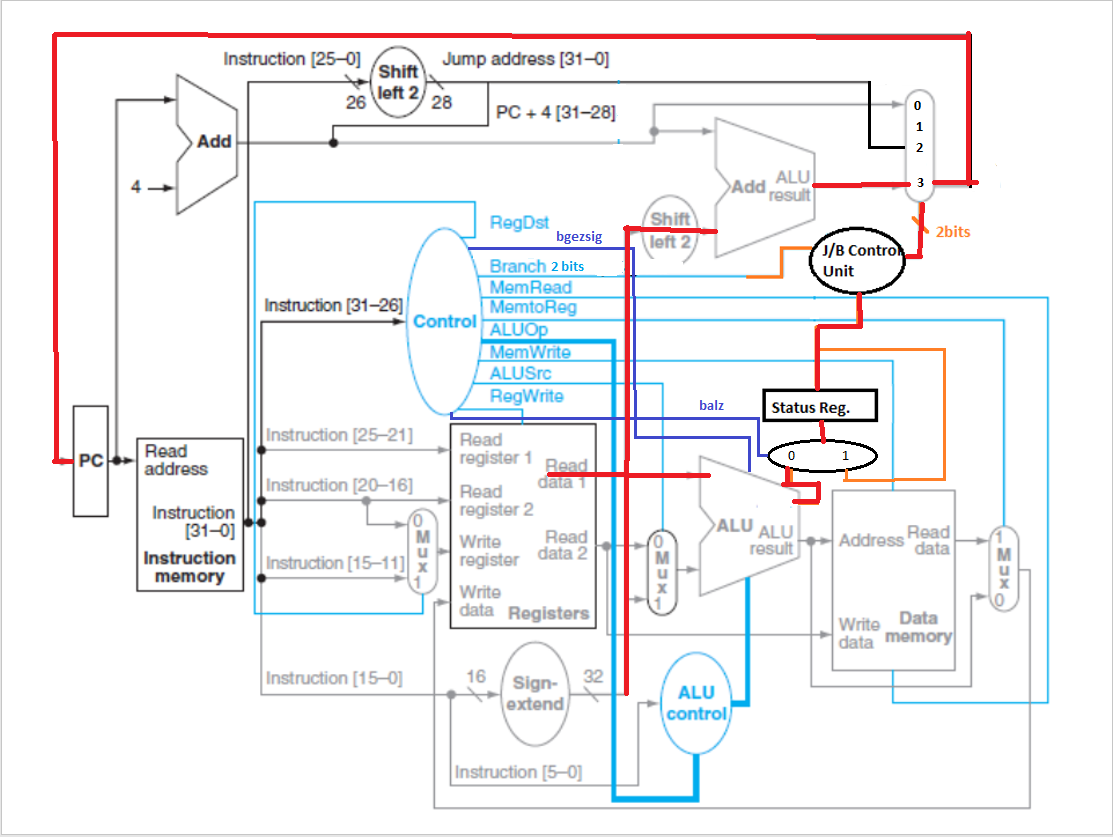 Instruction [25–0]
Shift
left 2
Jump address [31–0]
26
28
PC + 4 [31–28]
Add
4
0
1
2
3
Add
ALU
result
Shift
left 2
2bits
J/B Control
Unit
RegDst
bgezsig
Branch 2 bits
MemRead
MemtoReg
ALUOp
MemWrite
ALUSrc
RegWrite
Instruction [31–26]
Control
balz
Status Reg.
0
1
PC
Read
address
Instruction
[31–0]
Instruction
memory
Instruction [25–21]
Instruction [20–16]
Instruction [15–11]
0
M
u
x
1
Read
register 1
Read
register 2
Write
register
Write
data
Read
data 1
Read
data 2
Registers
0
M
u
x
1
ALU
ALU
result
Address
Read
data
Write
data
Data
memory
1
M
u
x
0
Instruction [15–0]
16
Sign-
extend
32
ALU
control
Instruction [5–0]